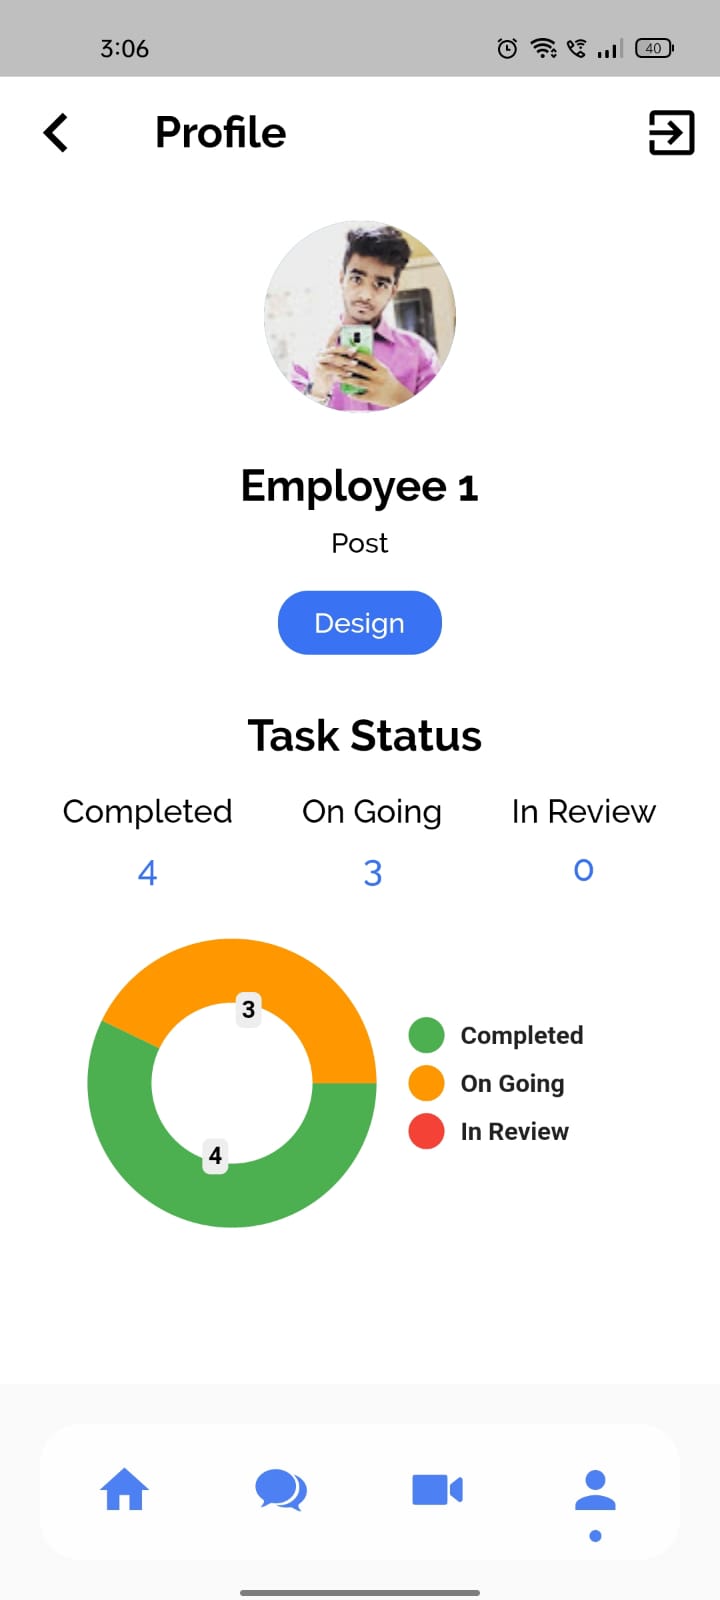 3:06
40
Profile
Employee 1
Post
Design
Task Status
Completed On Going In Review
4 3 0
3
4
Completed
On Going
In Review